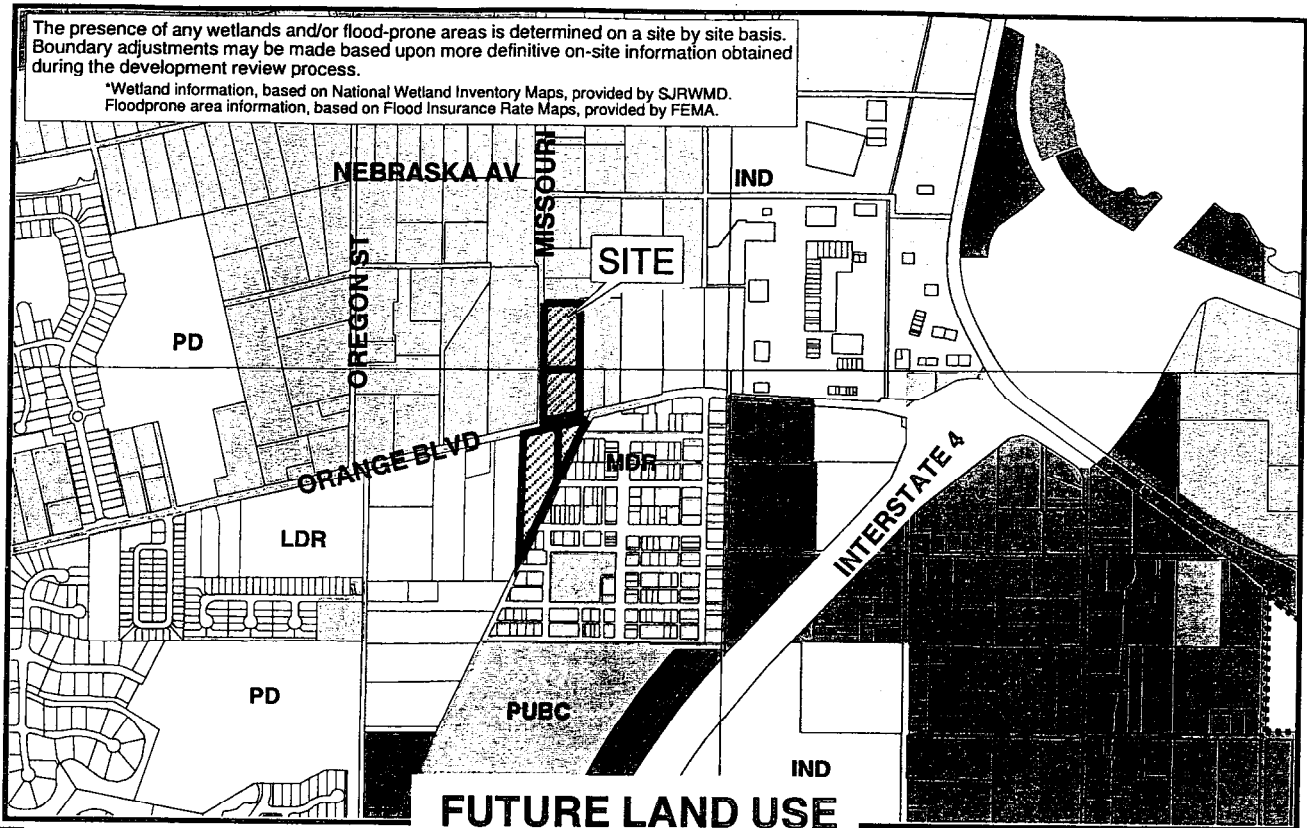 The presence of any wetlands and/or flood-prone areas is determined on a site by site basis.
Boundary adjustments may be made based upon more definitive on-site information obtained
during the development review process.
*Wetland information, based on National Wetland Inventory Maps, provided by SJRWMD.
Floodprone area information, based on Flood Insurance Rate Maps, provided by FEMA.
NEBRASKA AV
MISSOURI
IND
SITE
OREGON ST
PD
ORANGE BLVD
MDR
INTERSTATE 4
LDR
PD
PUBC
IND
FUTURE LAND USE